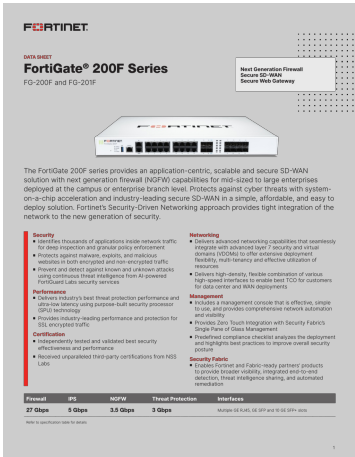 FORTINET
DATA SHEET
FortiGate® 200F Series
FG-200F and FG-201F
Next Generation Firewall
Secure SD-WAN
Secure Web Gateway
The FortiGate 200F series provides an application-centric, scalable and secure SD-WAN
solution with next generation firewall (NGFW) capabilities for mid-sized to large enterprises
deployed at the campus or enterprise branch level. Protects against cyber threats with system-
on-a-chip acceleration and industry-leading secure SD-WAN in a simple, affordable, and easy to
deploy solution. Fortinet's Security-Driven Networking approach provides tight integration of the
network to the new generation of security.
Security
■ Identifies thousands of applications inside network traffic
for deep inspection and granular policy enforcement
■ Protects against malware, exploits, and malicious
websites in both encrypted and non-encrypted traffic
■ Prevent and detect against known and unknown attacks
using continuous threat intelligence from AI-powered
FortiGuard Labs security services
Performance
■ Delivers industry's best threat protection performance and
ultra-low latency using purpose-built security processor
(SPU) technology
■ Provides industry-leading performance and protection for
SSL encrypted traffic
Certification
■ Independently tested and validated best security
effectiveness and performance
■ Received unparalleled third-party certifications from NSS
Labs
Networking
■ Delivers advanced networking capabilities that seamlessly
integrate with advanced layer 7 security and virtual
domains (VDOMs) to offer extensive deployment
flexibility, multi-tenancy and effective utilization of
resources
■ Delivers high-density, flexible combination of various
high-speed interfaces to enable best TCO for customers
for data center and WAN deployments
Management
■ Includes a management console that is effective, simple
to use, and provides comprehensive network automation
and visibility
■ Provides Zero Touch Integration with Security Fabric's
Single Pane of Glass Management
■ Predefined compliance checklist analyzes the deployment
and highlights best practices to improve overall security
posture
Security Fabric
■ Enables Fortinet and Fabric-ready partners' products
to provide broader visibility, integrated end-to-end
detection, threat intelligence sharing, and automated
remediation
Firewall IPS NGFW Threat Protection Interfaces
27 Gbps 5 Gbps 3.5 Gbps 3 Gbps Multiple GE RJ45, GE SFP and 10 GE SFP+ slots
Refer to specification table for details
1